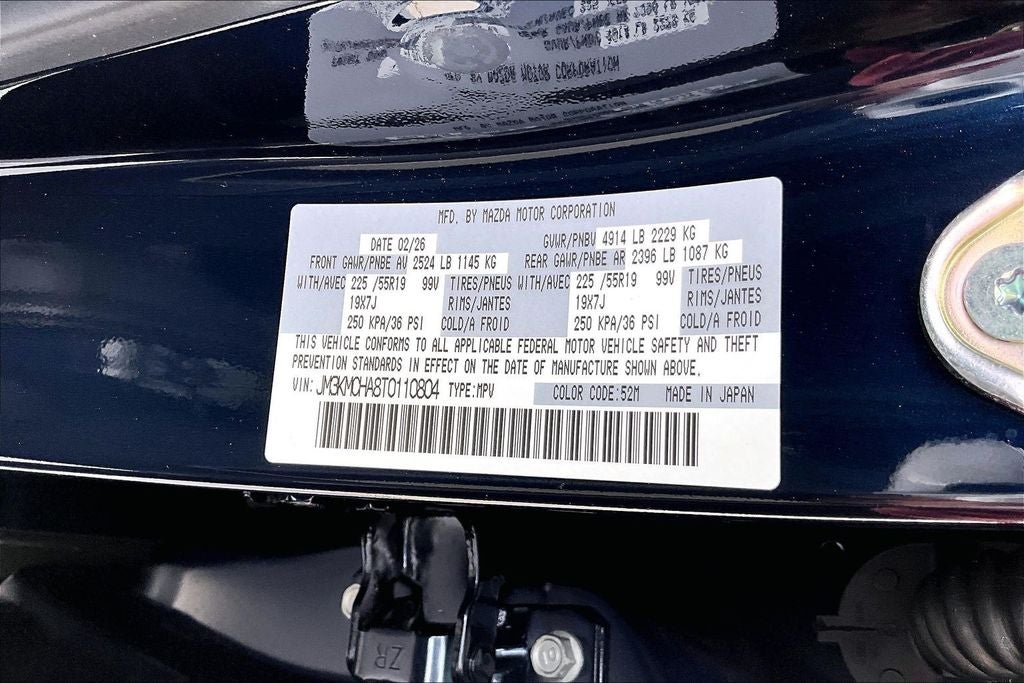 MFD. BY MAZDA MOTOR CORPORATION
DATE 02/26 GVWR/PNBV 4914 LB 2229 KG
FRONT GAWR/PNBE AV 2524 LB 1145 KG REAR GAWR/PNBE AR 2396 LB 1087 KG
WITH/AVEC 225 /55R19 99V TIRES/PNEUS WITH/AVEC 225 /55R19 99V TIRES/PNEUS
19X7J RIMS/JANTES 19X7J RIMS/JANTES
250 KPA/36 PSI COLD/A FROID 250 KPA/36 PSI COLD/A FROID
THIS VEHICLE CONFORMS TO ALL APPLICABLE FEDERAL MOTOR VEHICLE SAFETY AND THEFT
PREVENTION STANDARDS IN EFFECT ON THE DATE OF MANUFACTURE SHOWN ABOVE.
VIN: JM3KMCHA8T0110804 TYPE:MPV COLOR CODE:52M MADE IN JAPAN
ZR
10